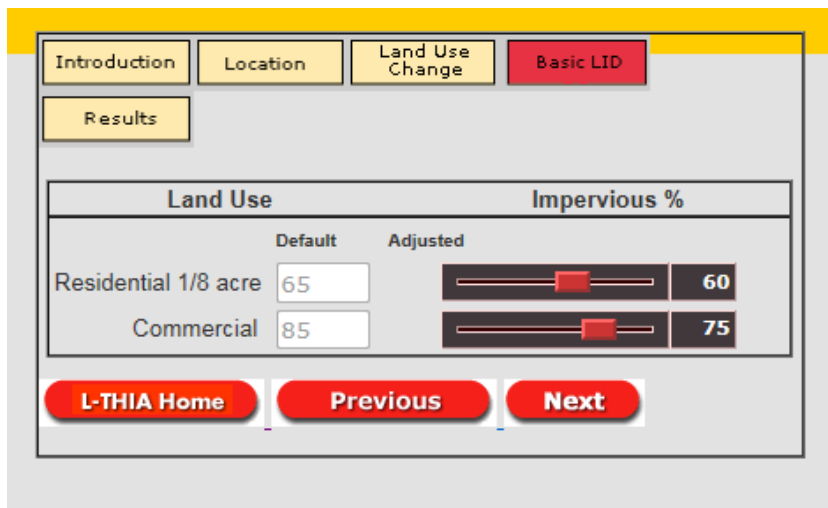 Introduction Location Land Use Change Basic LID
Results
Land Use Impervious %
Default Adjusted
Residential 1/8 acre 65 60
Commercial 85 75
L-THIA Home Previous Next